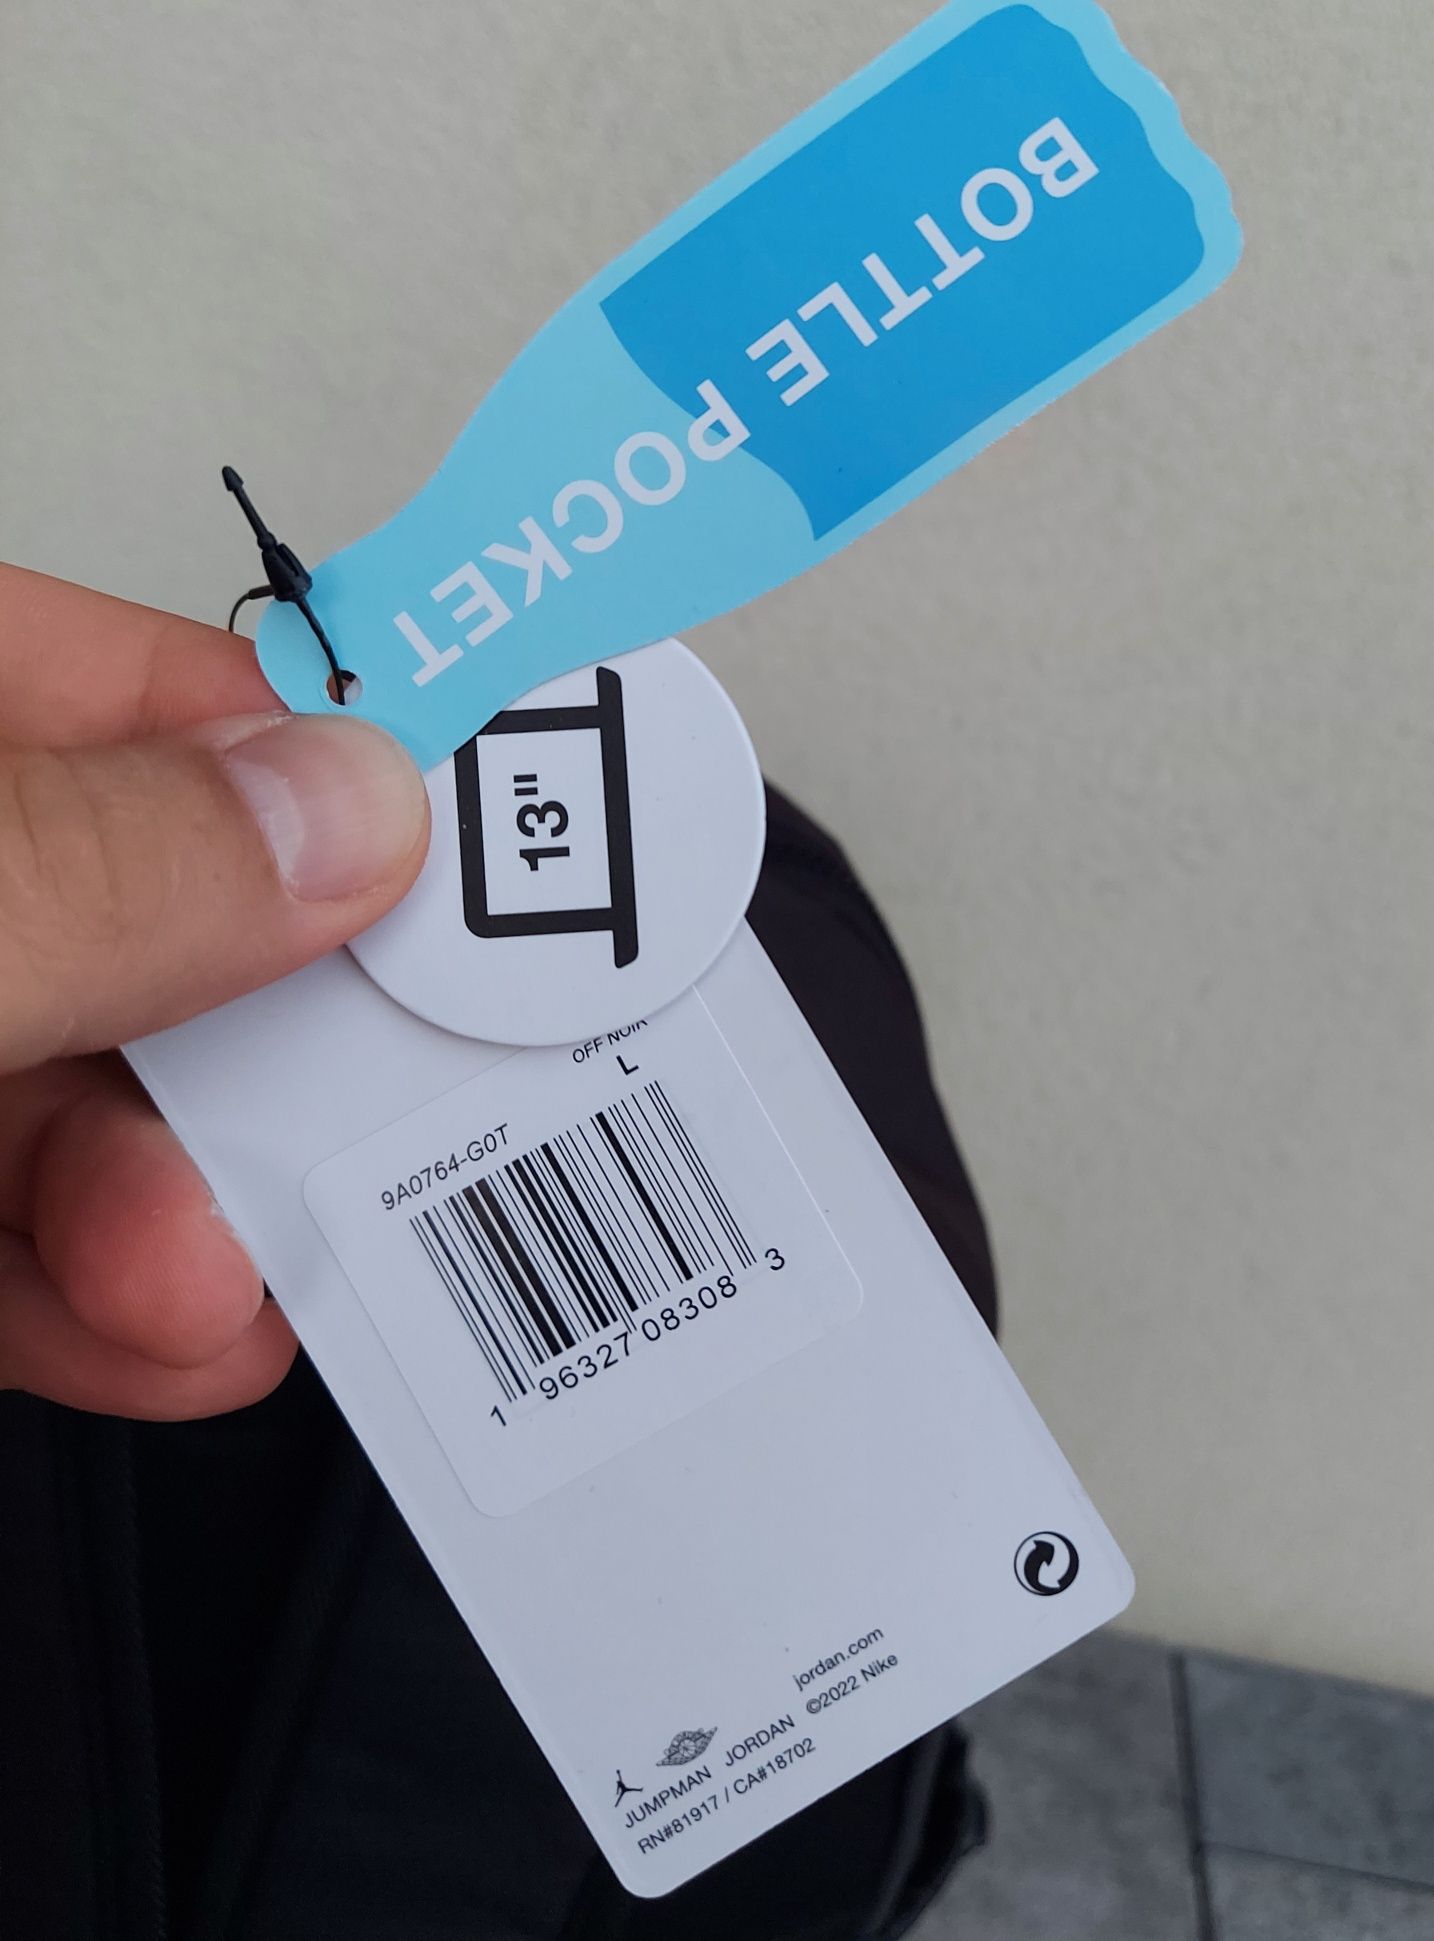 BOTTLE POCKET
13"
OFF NOIR
L
9A0764-G0T
1 96327 08308 3
jordan.com
©2022 Nike
JUMPMAN JORDAN
RN#81917 / CA#18702